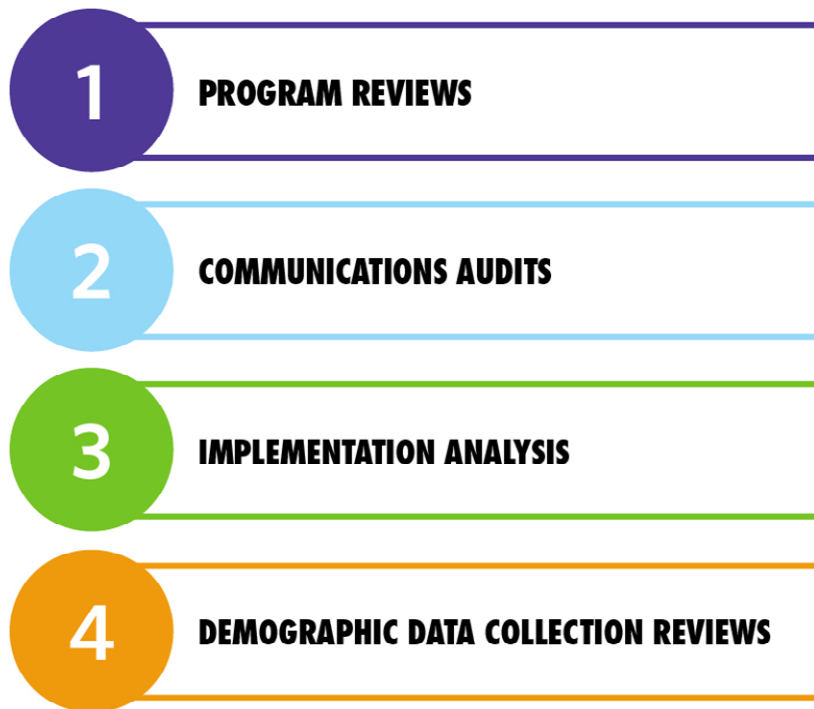 1 PROGRAM REVIEWS
2 COMMUNICATIONS AUDITS
3 IMPLEMENTATION ANALYSIS
4 DEMOGRAPHIC DATA COLLECTION REVIEWS